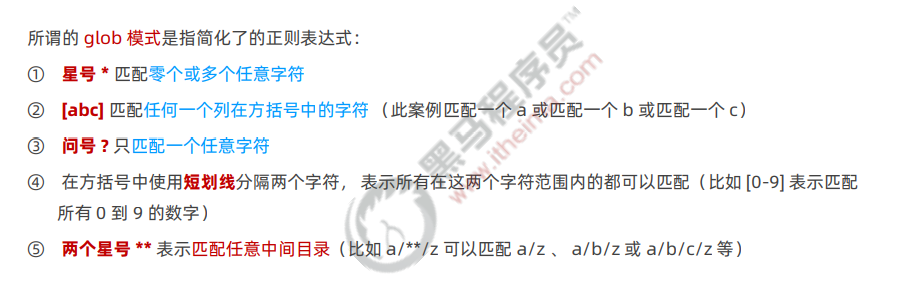 所谓的 glob 模式是指简化了的正则表达式：
① 星号 * 匹配零个或多个任意字符
② [abc] 匹配任何一个列在方括号中的字符 （此案例匹配一个 a 或匹配一个 b 或匹配一个 c）
③ 问号 ? 只匹配一个任意字符
④ 在方括号中使用短划线分隔两个字符， 表示所有在这两个字符范围内的都可以匹配（比如 [0-9] 表示匹配
所有 0 到 9 的数字）
⑤ 两个星号 ** 表示匹配任意中间目录（比如 a/**/z 可以匹配 a/z 、 a/b/z 或 a/b/c/z 等）
黑马程序员™
www.itheima.com